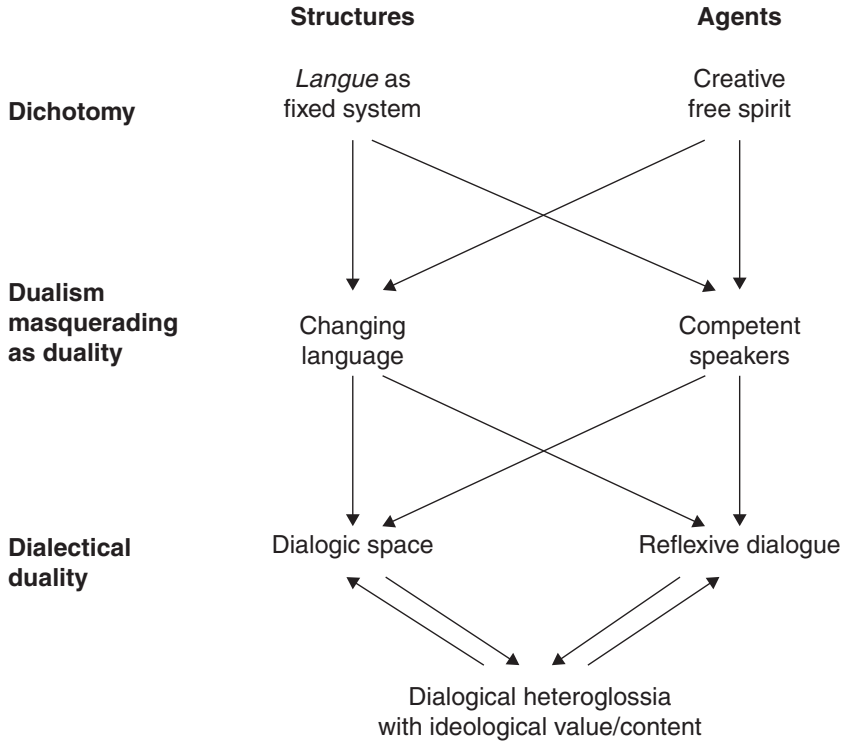 Structures
Agents
Dichotomy
Langue as
fixed system
Creative
free spirit
Dualism
masquerading
as duality
Changing
language
Competent
speakers
Dialectical
duality
Dialogic space
Reflexive dialogue
Dialogical heteroglossia
with ideological value/content